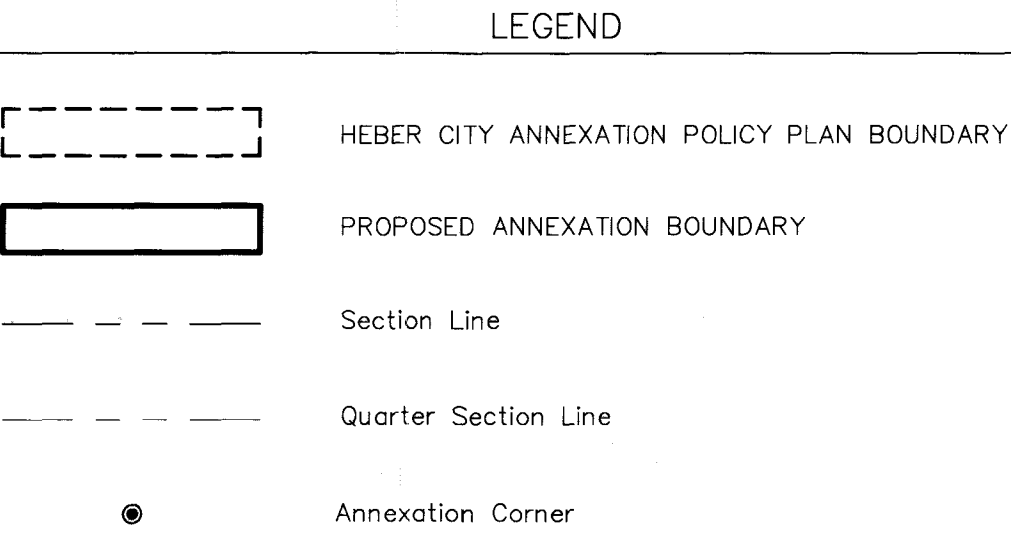 LEGEND
HEBER CITY ANNEXATION POLICY PLAN BOUNDARY
PROPOSED ANNEXATION BOUNDARY
Section Line
Quarter Section Line
Annexation Corner